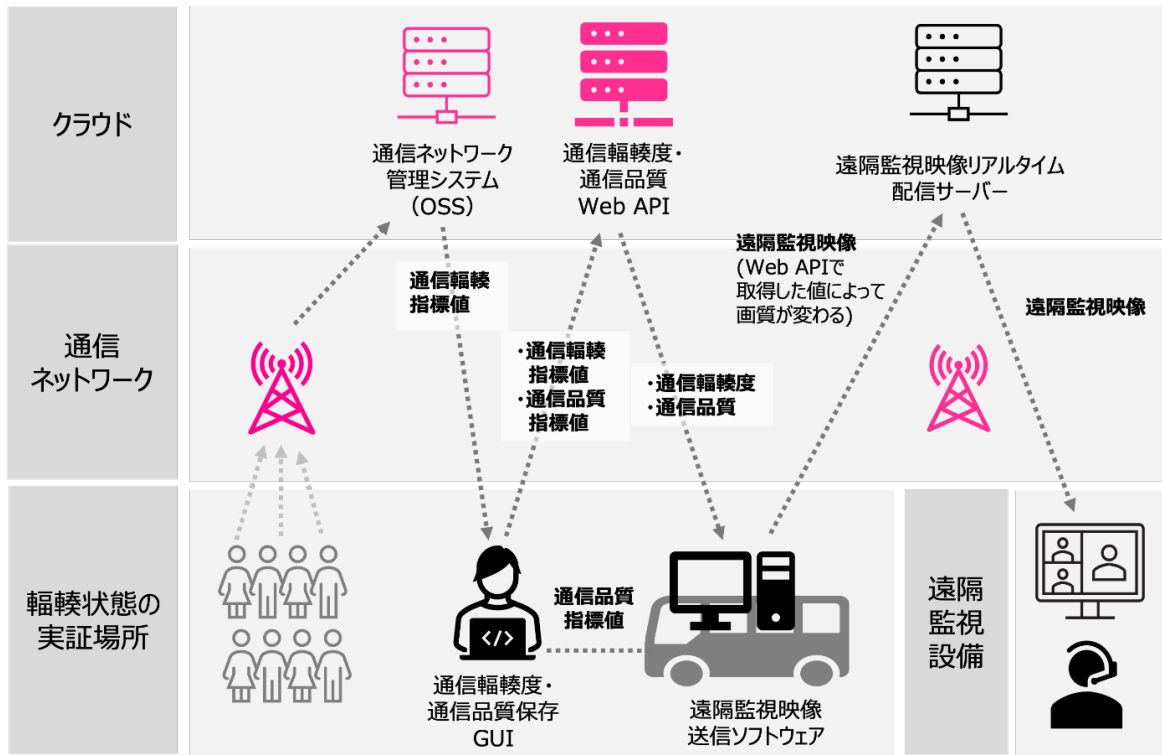 クラウド
通信ネットワーク
管理システム
（OSS）
通信輻輳度・
通信品質
Web API
遠隔監視映像リアルタイム
配信サーバー
通信
ネットワーク
通信輻輳
指標値
・通信輻輳
指標値
・通信品質
指標値
・通信輻輳度
・通信品質
遠隔監視映像
(Web APIで
取得した値によって
画質が変わる)
遠隔監視映像
輻輳状態の
実証場所
</>
通信輻輳度・
通信品質保存
GUI
通信品質
指標値
遠隔監視映像
送信ソフトウェア
遠隔
監視
設備